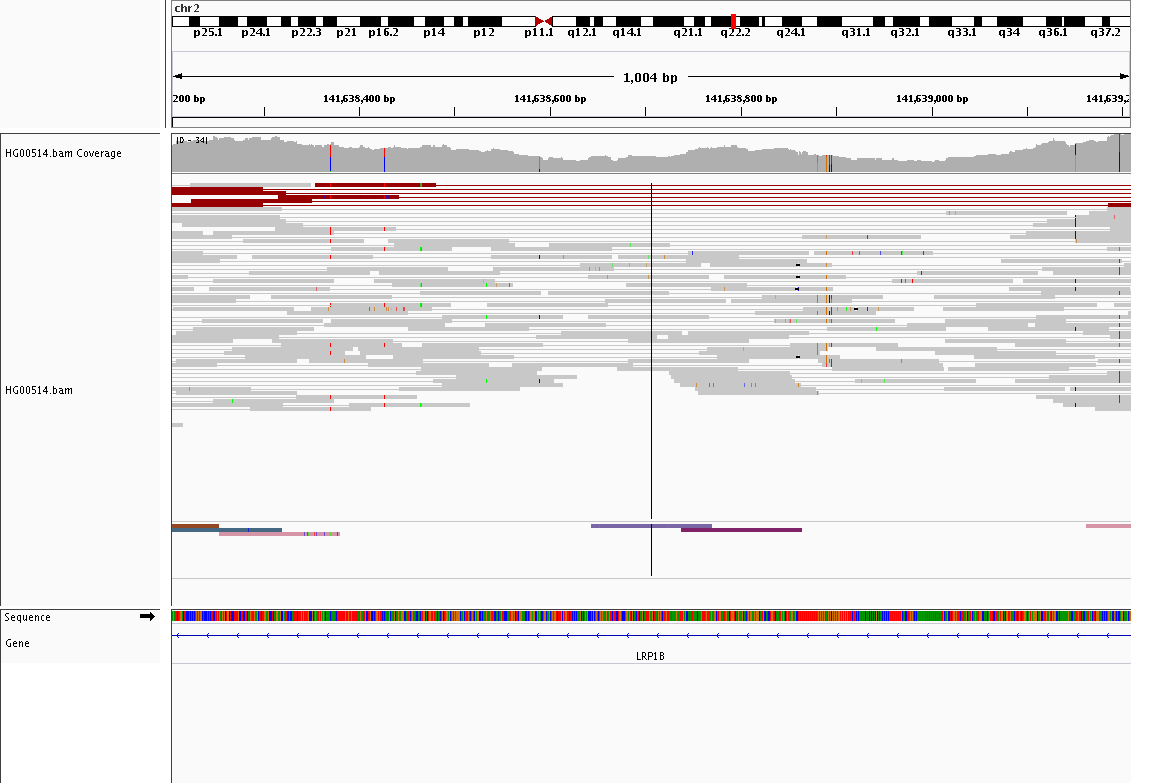 chr2
p25.1 p24.1 p22.3 p21 p16.2 p14 p12 p11.1 q12.1 q14.1 q21.1 q22.2 q24.1 q31.1 q32.1 q33.1 q34 q36.1 q37.2
1,004 bp
200 bp 141,638,400 bp 141,638,600 bp 141,638,800 bp 141,639,000 bp 141,639,2
HG00514.bam Coverage
[0 - 34]
HG00514.bam
Sequence
Gene
LRP1B